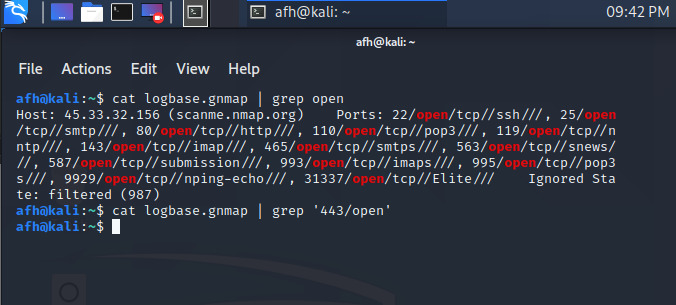 afh@kali: ~
09:42 PM
afh@kali: ~
File Actions Edit View Help
afh@kali:~$ cat logbase.gnmap | grep open
Host: 45.33.32.156 (scanme.nmap.org)    Ports: 22/open/tcp//ssh///, 25/open
/tcp//smtp///, 80/open/tcp//http///, 110/open/tcp//pop3///, 119/open/tcp//n
ntp///, 143/open/tcp//imap///, 465/open/tcp//smtps///, 563/open/tcp//snews/
//, 587/open/tcp//submission///, 993/open/tcp//imaps///, 995/open/tcp//pop3
s///, 9929/open/tcp//nping-echo///, 31337/open/tcp//Elite///    Ignored Sta
te: filtered (987)
afh@kali:~$ cat logbase.gnmap | grep '443/open'
afh@kali:~$